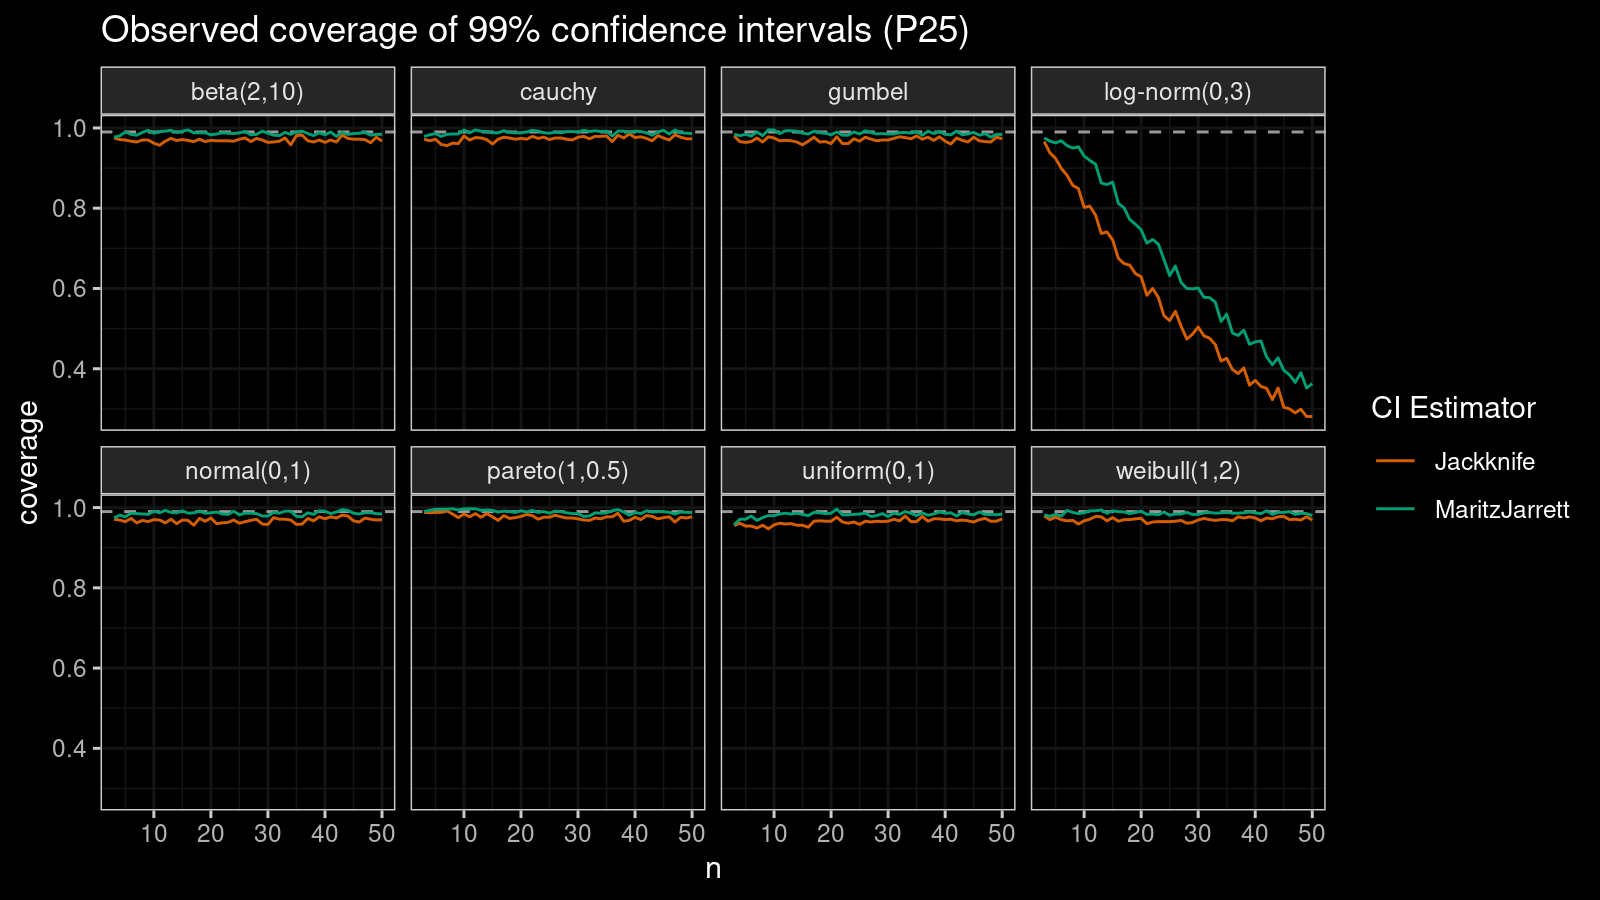 Observed coverage of 99% confidence intervals (P25)
beta(2,10) cauchy gumbel log-norm(0,3)
1.0
0.8
0.6
0.4
normal(0,1) pareto(1,0.5) uniform(0,1) weibull(1,2)
1.0
0.8
0.6
0.4
10 20 30 40 50 10 20 30 40 50 10 20 30 40 50 10 20 30 40 50
n
coverage
CI Estimator
Jackknife
MaritzJarrett